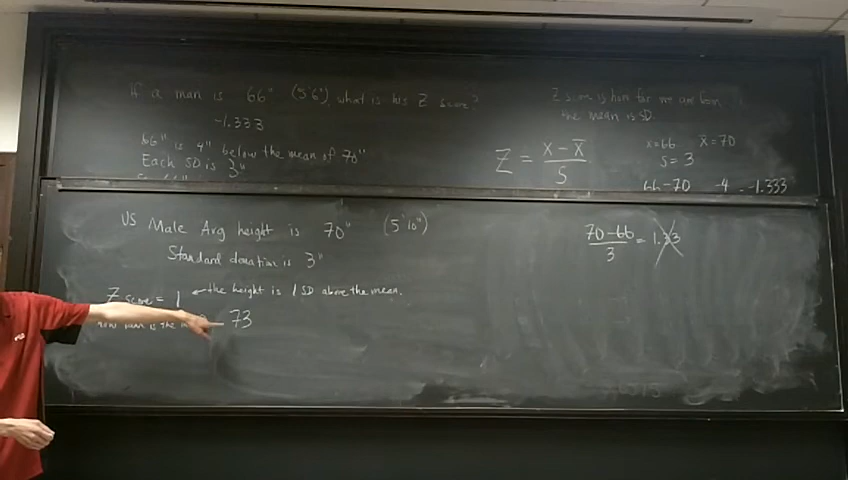 If a man is 66" (5'6"), what is his Z score?
-1.333
66" is 4" below the mean of 70"
Each SD is 3"
Z score is how far we are from
the mean is SD.
x=66 x̄=70
s=3
Z = x-x̄ / s
66-70 -4 -1.333
US Male Avg height is 70" (5'10")
Standard deviation is 3"
Z score = 1 ← the height is 1 SD above the mean.
is the 73
70-66 / 3 = 1.33